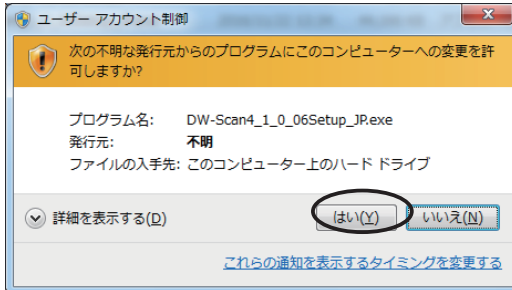 ユーザー アカウント制御
次の不明な発行元からのプログラムにこのコンピューターへの変更を許
可しますか?
プログラム名: DW-Scan4_1_0_06Setup_JP.exe
発行元: 不明
ファイルの入手先: このコンピューター上のハード ドライブ
詳細を表示する(D) はい(Y) いいえ(N)
これらの通知を表示するタイミングを変更する